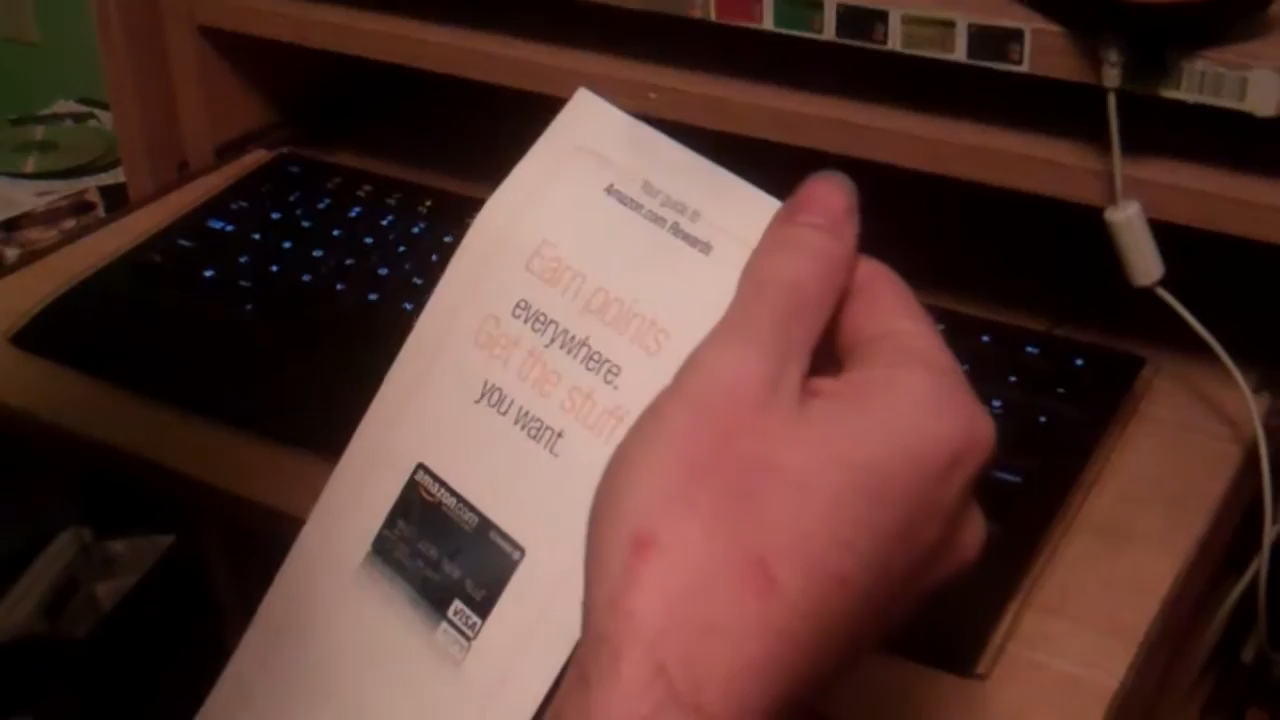 Your guide to
Amazon.com Rewards
Earn points
everywhere.
Get the stuff
you want.
amazon.com
VISA